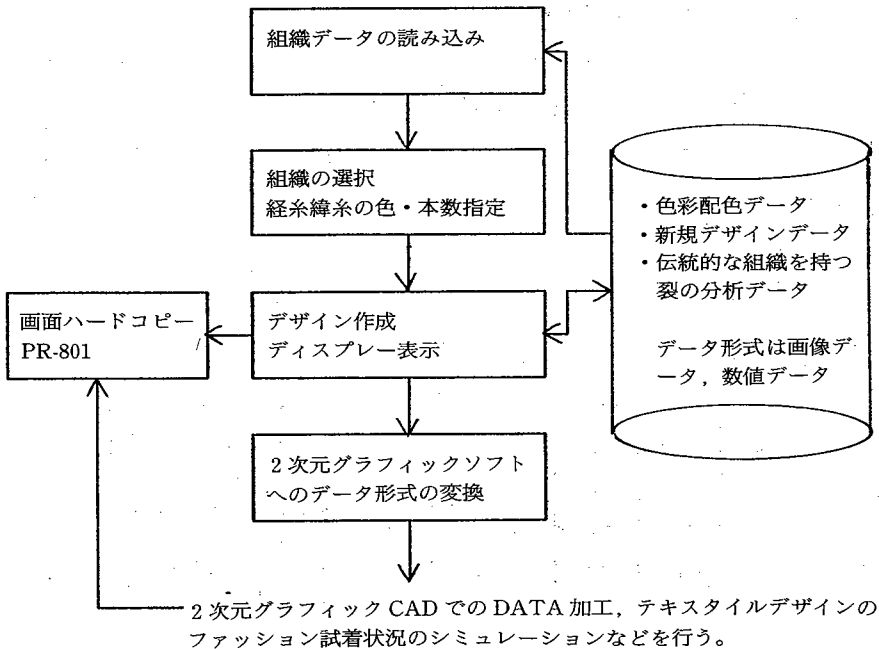 組織データの読み込み
組織の選択
経糸緯糸の色・本数指定
・色彩配色データ
・新規デザインデータ
・伝統的な組織を持つ
裂の分析データ
データ形式は画像デ
ータ，数値データ
画面ハードコピー
PR-801
デザイン作成
ディスプレー表示
2次元グラフィックソフト
へのデータ形式の変換
2次元グラフィックCADでのDATA加工，テキスタイルデザインの
ファッション試着状況のシミュレーションなどを行う。